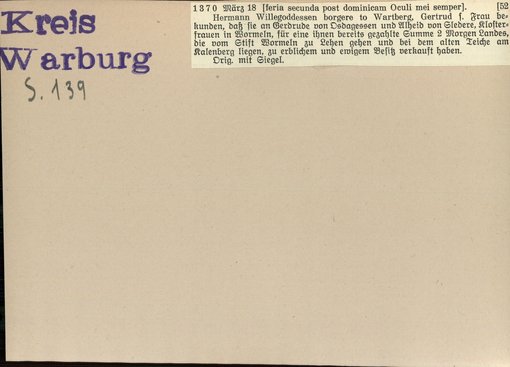 Kreis
Warburg
S. 139
1370 März 18 [feria secunda post dominicam Oculi mei semper]. [52
Hermann Willegoddessen borgere to Wartberg, Gertrud s. Frau be-
kunden, daß sie an Gerdrude von Osdagessen und Alheid von Sledere, Kloster-
frauen in Wormeln, für eine ihnen bereits gezahlte Summe 2 Morgen Landes,
die vom Stift Wormeln zu Lehen gehen und bei dem alten Teiche am
Kalenberg liegen, zu erblichem und ewigem Besitz verkauft haben.
Orig. mit Siegel.